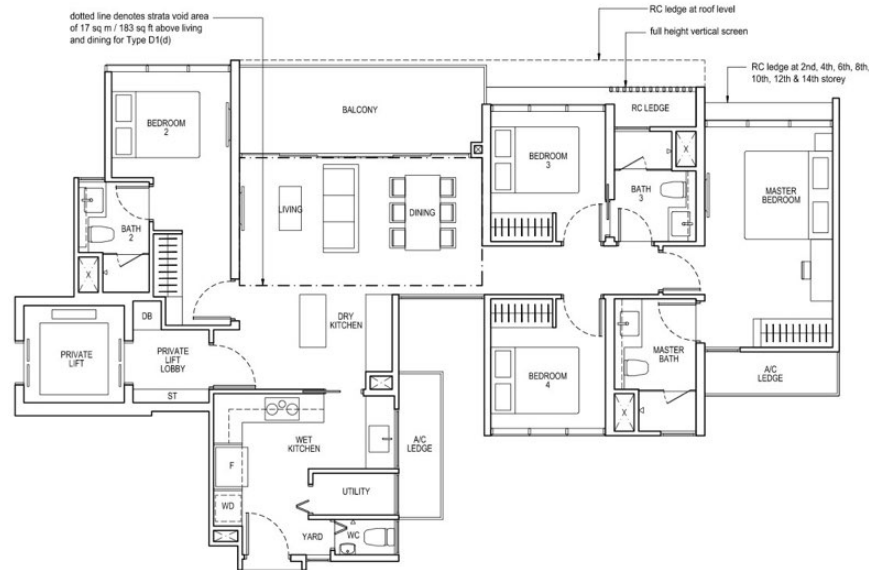 dotted line denotes strata void area
of 17 sq m / 183 sq ft above living
and dining for Type D1(d)
RC ledge at roof level
full height vertical screen
RC ledge at 2nd, 4th, 6th, 8th,
10th, 12th & 14th storey
BALCONY
RC LEDGE
BEDROOM
2
BEDROOM
3
X
BATH
3
MASTER
BEDROOM
LIVING
DINING
BATH
2
X
DB
DRY
KITCHEN
PRIVATE
LIFT
PRIVATE
LIFT
LOBBY
ST
BEDROOM
4
MASTER
BATH
A/C
LEDGE
X
WET
KITCHEN
A/C
LEDGE
F
WD
UTILITY
YARD
WC